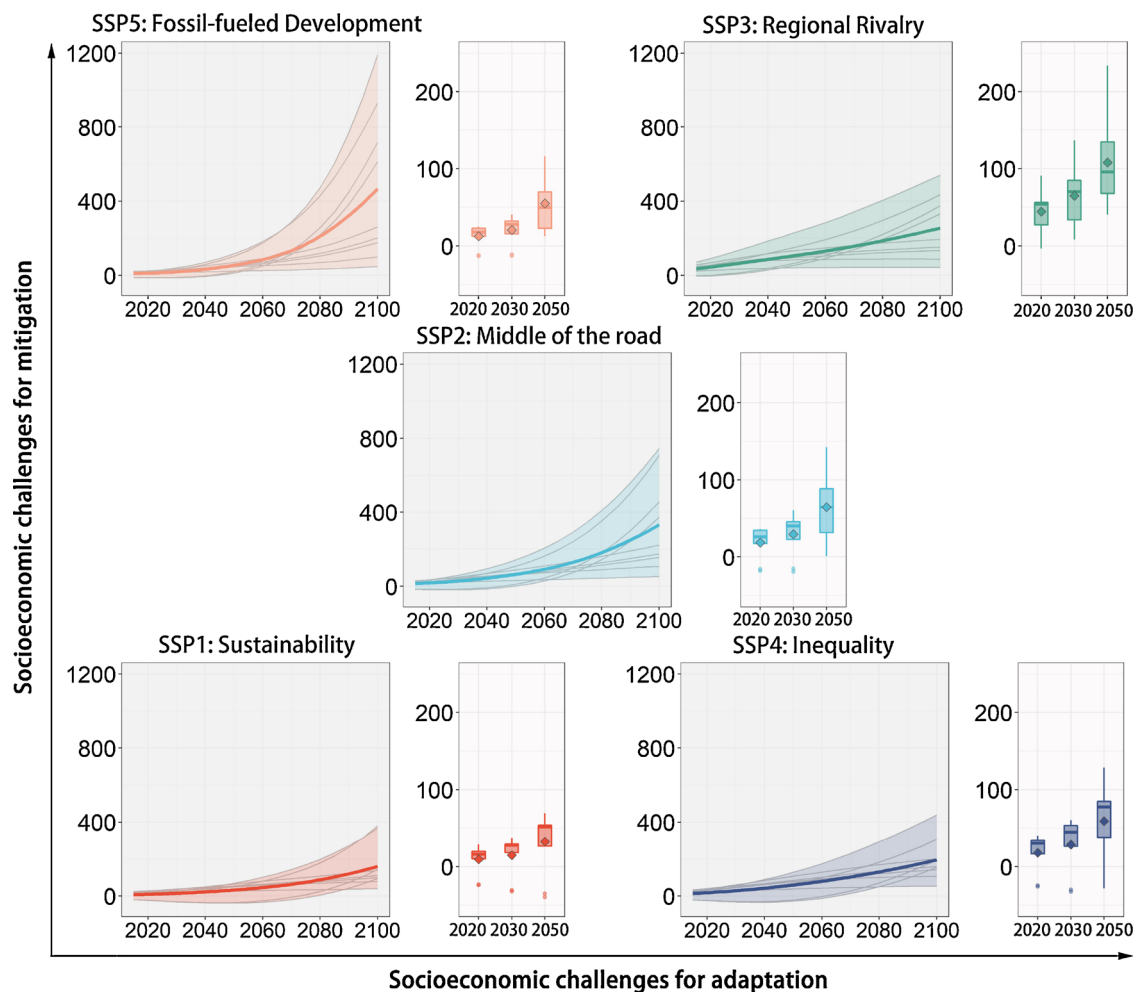 SSP5: Fossil-fueled Development
1200
800
400
0
2020 2040 2060 2080 2100
200
100
0
2020 2030 2050
SSP3: Regional Rivalry
1200
800
400
0
2020 2040 2060 2080 2100
200
100
0
2020 2030 2050
SSP2: Middle of the road
1200
800
400
0
2020 2040 2060 2080 2100
200
100
0
2020 2030 2050
SSP1: Sustainability
1200
800
400
0
2020 2040 2060 2080 2100
200
100
0
2020 2030 2050
SSP4: Inequality
1200
800
400
0
2020 2040 2060 2080 2100
200
100
0
2020 2030 2050
Socioeconomic challenges for mitigation
Socioeconomic challenges for adaptation